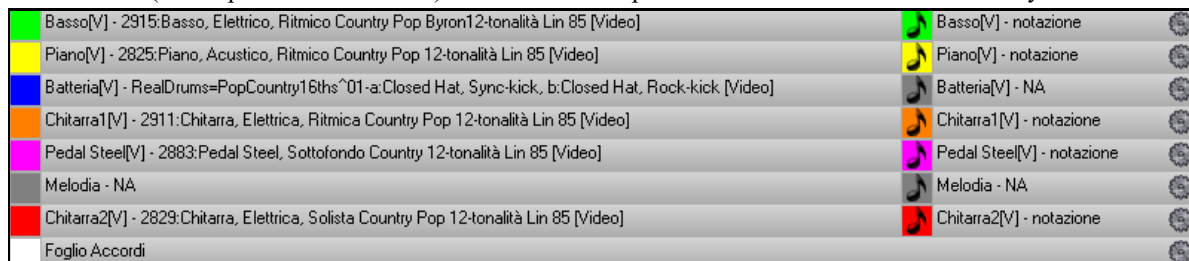 Basso[V] - 2915:Basso, Elettrico, Ritmico Country Pop Byron12-tonalità Lin 85 [Video] Basso[V] - notazione
Piano[V] - 2825:Piano, Acustico, Ritmico Country Pop 12-tonalità Lin 85 [Video] Piano[V] - notazione
Batteria[V] - RealDrums=PopCountry16ths^01-a:Closed Hat, Sync-kick, b:Closed Hat, Rock-kick [Video] Batteria[V] - NA
Chitarra1[V] - 2911:Chitarra, Elettrica, Ritmica Country Pop 12-tonalità Lin 85 [Video] Chitarra1[V] - notazione
Pedal Steel[V] - 2883:Pedal Steel, Sottofondo Country 12-tonalità Lin 85 [Video] Pedal Steel[V] - notazione
Melodia - NA Melodia - NA
Chitarra2[V] - 2829:Chitarra, Elettrica, Solista Country Pop 12-tonalità Lin 85 [Video] Chitarra2[V] - notazione
Foglio Accordi